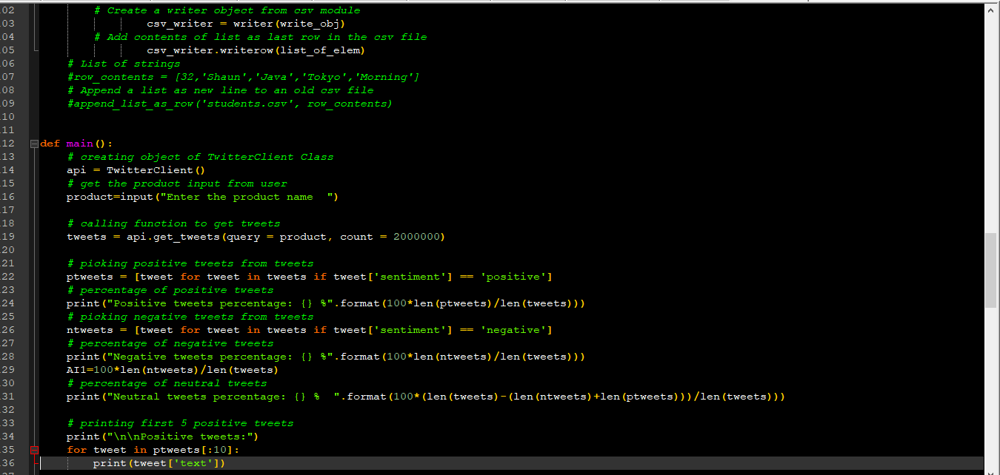 02 # Create a writer object from csv module
03 csv_writer = writer(write_obj)
04 # Add contents of list as last row in the csv file
05 csv_writer.writerow(list_of_elem)
06 # List of strings
07 #row_contents = [32,'Shaun','Java','Tokyo','Morning']
08 # Append a list as new line to an old csv file
09 #append_list_as_row('students.csv', row_contents)
10
11
12 def main():
13 # creating object of TwitterClient Class
14 api = TwitterClient()
15 # get the product input from user
16 product=input("Enter the product name  ")
17
18 # calling function to get tweets
19 tweets = api.get_tweets(query = product, count = 2000000)
20
21 # picking positive tweets from tweets
22 ptweets = [tweet for tweet in tweets if tweet['sentiment'] == 'positive']
23 # percentage of positive tweets
24 print("Positive tweets percentage: {} %".format(100*len(ptweets)/len(tweets)))
25 # picking negative tweets from tweets
26 ntweets = [tweet for tweet in tweets if tweet['sentiment'] == 'negative']
27 # percentage of negative tweets
28 print("Negative tweets percentage: {} %".format(100*len(ntweets)/len(tweets)))
29 AI1=100*len(ntweets)/len(tweets)
30 # percentage of neutral tweets
31 print("Neutral tweets percentage: {} %  ".format(100*(len(tweets)-(len(ntweets)+len(ptweets)))/len(tweets)))
32
33 # printing first 5 positive tweets
34 print("\n\nPositive tweets:")
35 for tweet in ptweets[:10]:
36 print(tweet['text'])